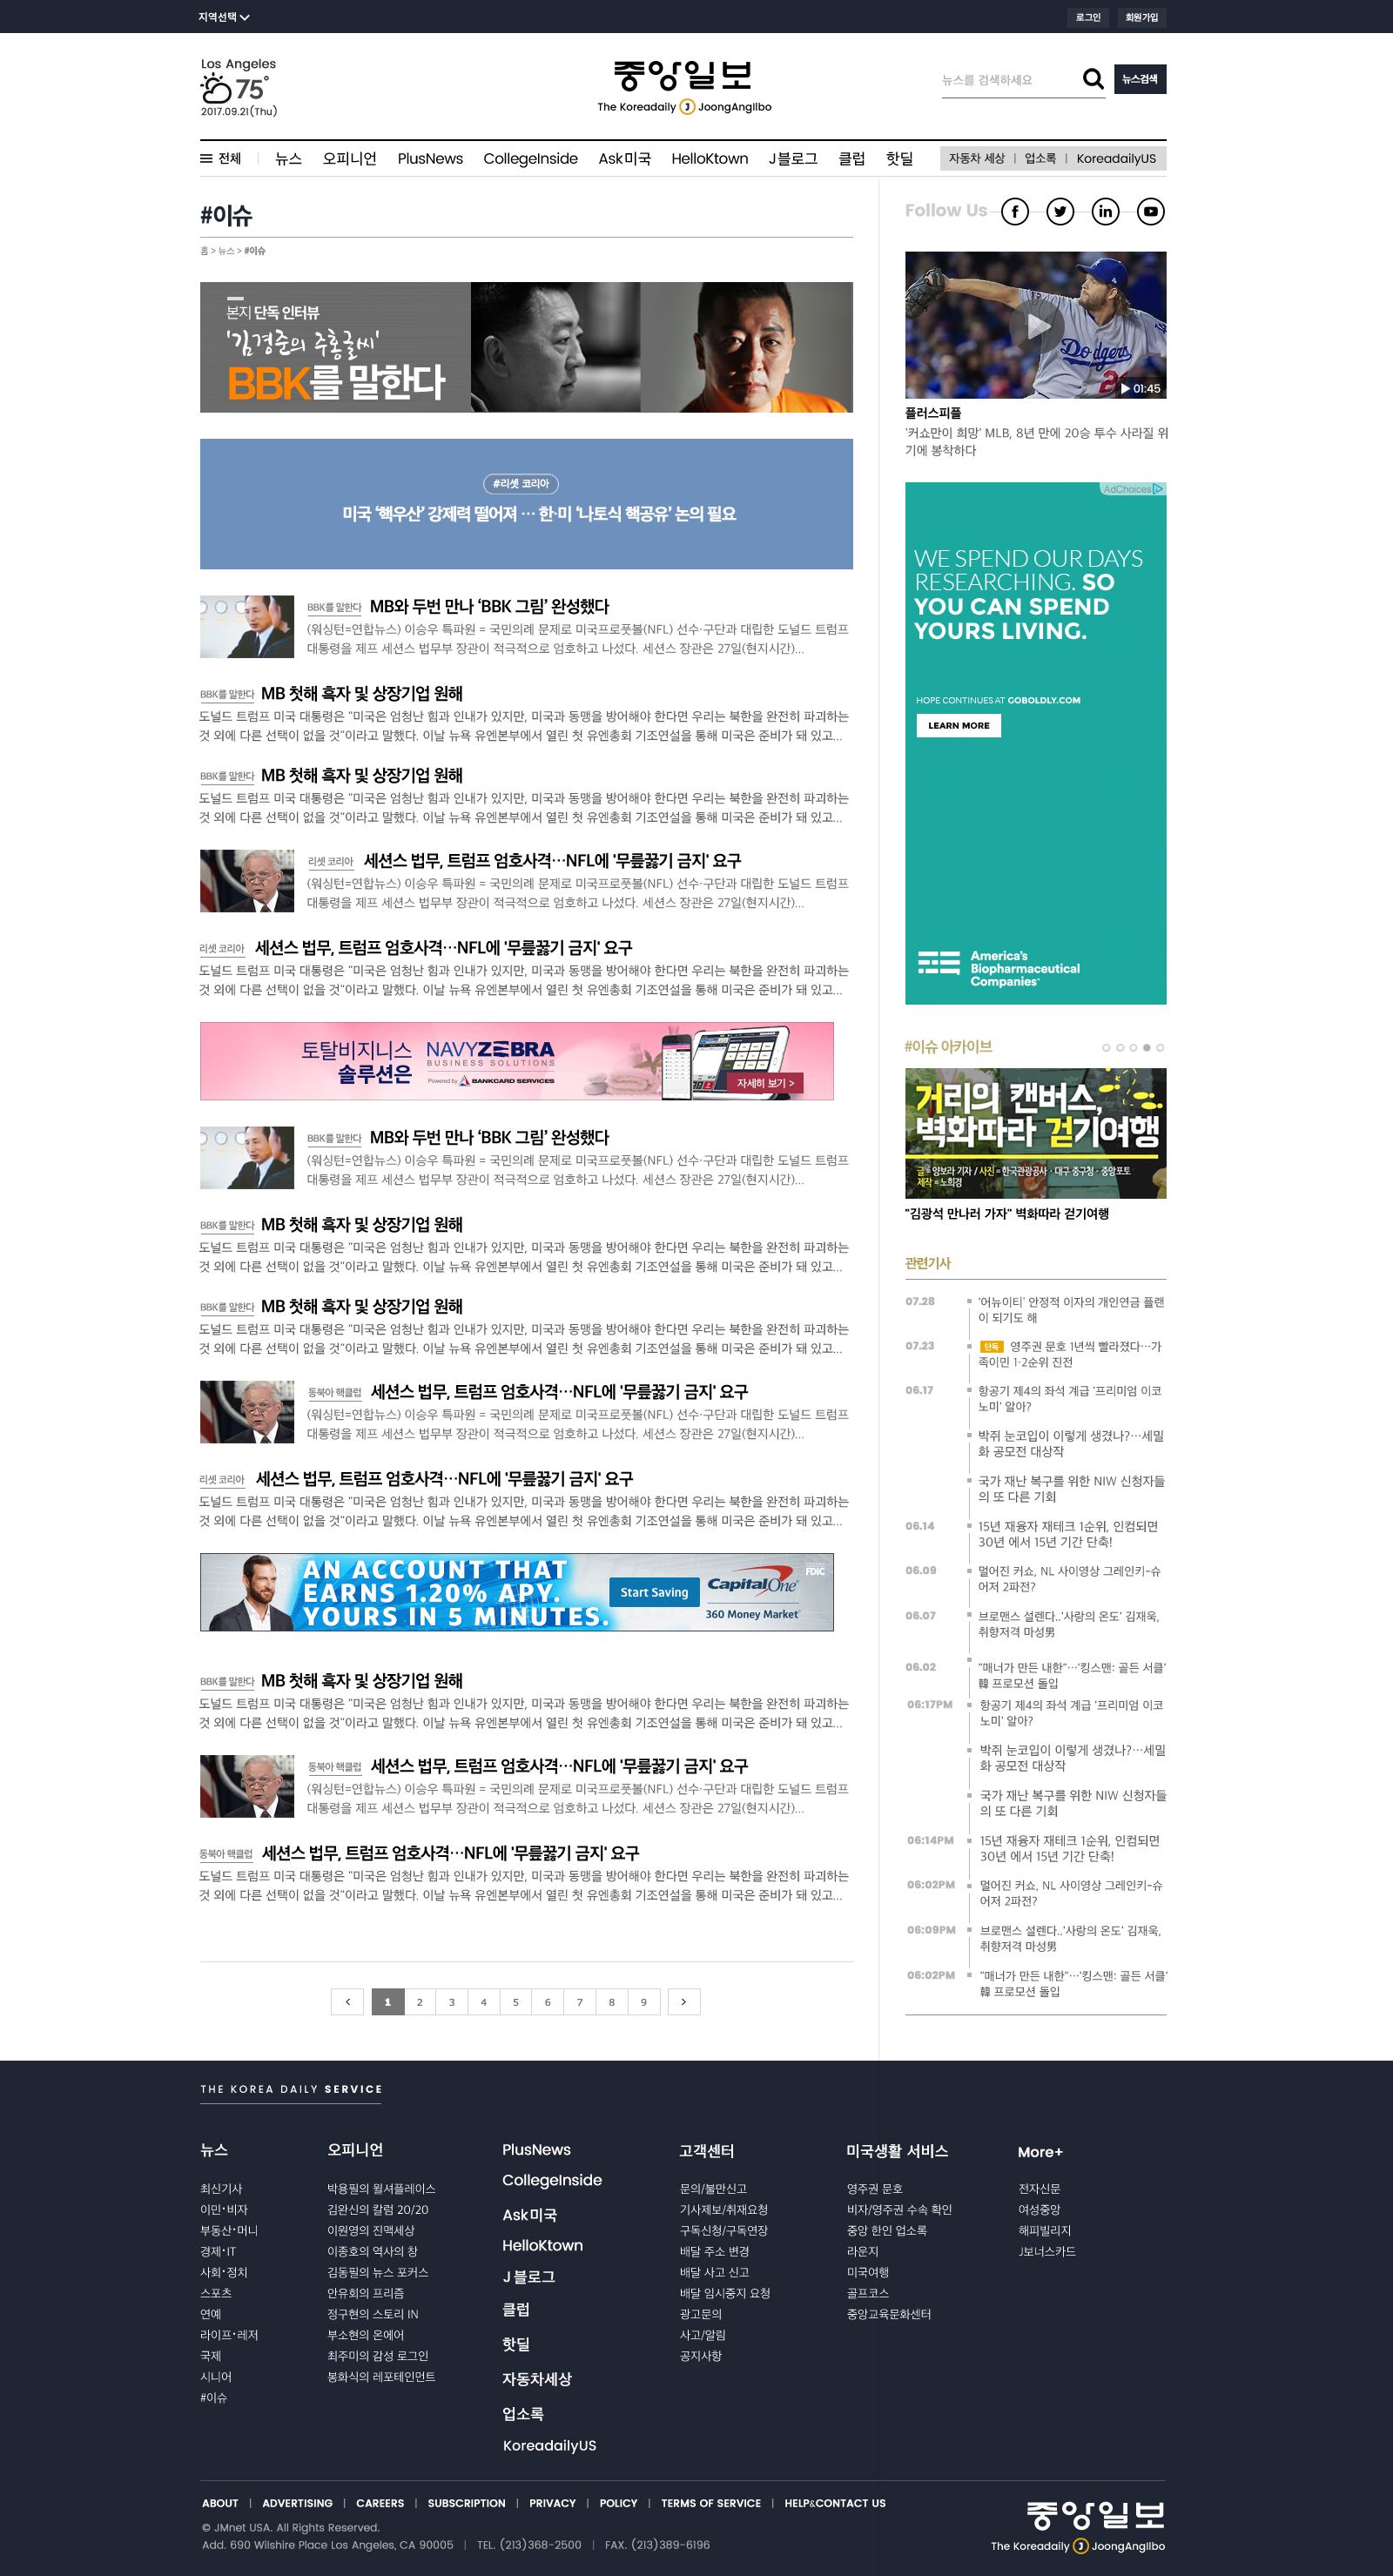 지역선택
로그인
회원가입
Los Angeles
75°
2017.09.21(Thu)
중앙일보
The Koreadaily J JoongAngIlbo
뉴스를 검색하세요
뉴스검색
전체
뉴스
오피니언
PlusNews
CollegeInside
Ask미국
HelloKtown
J블로그
클럽
핫딜
자동차 세상 | 업소록 | KoreadailyUS
#이슈
홈 > 뉴스 > #이슈
본지 단독 인터뷰
'김경준의 주홍글씨'
BBK를 말한다
#리셋 코리아
미국 ‘핵우산’ 강제력 떨어져 … 한·미 ‘나토식 핵공유’ 논의 필요
BBK를 말한다 MB와 두번 만나 ‘BBK 그림’ 완성했다
(워싱턴=연합뉴스) 이승우 특파원 = 국민의례 문제로 미국프로풋볼(NFL) 선수·구단과 대립한 도널드 트럼프
대통령을 제프 세션스 법무부 장관이 적극적으로 엄호하고 나섰다. 세션스 장관은 27일(현지시간)...
BBK를 말한다 MB 첫해 흑자 및 상장기업 원해
도널드 트럼프 미국 대통령은 "미국은 엄청난 힘과 인내가 있지만, 미국과 동맹을 방어해야 한다면 우리는 북한을 완전히 파괴하는
것 외에 다른 선택이 없을 것"이라고 말했다. 이날 뉴욕 유엔본부에서 열린 첫 유엔총회 기조연설을 통해 미국은 준비가 돼 있고...
BBK를 말한다 MB 첫해 흑자 및 상장기업 원해
도널드 트럼프 미국 대통령은 "미국은 엄청난 힘과 인내가 있지만, 미국과 동맹을 방어해야 한다면 우리는 북한을 완전히 파괴하는
것 외에 다른 선택이 없을 것"이라고 말했다. 이날 뉴욕 유엔본부에서 열린 첫 유엔총회 기조연설을 통해 미국은 준비가 돼 있고...
리셋 코리아 세션스 법무, 트럼프 엄호사격…NFL에 '무릎꿇기 금지' 요구
(워싱턴=연합뉴스) 이승우 특파원 = 국민의례 문제로 미국프로풋볼(NFL) 선수·구단과 대립한 도널드 트럼프
대통령을 제프 세션스 법무부 장관이 적극적으로 엄호하고 나섰다. 세션스 장관은 27일(현지시간)...
리셋 코리아 세션스 법무, 트럼프 엄호사격…NFL에 '무릎꿇기 금지' 요구
도널드 트럼프 미국 대통령은 "미국은 엄청난 힘과 인내가 있지만, 미국과 동맹을 방어해야 한다면 우리는 북한을 완전히 파괴하는
것 외에 다른 선택이 없을 것"이라고 말했다. 이날 뉴욕 유엔본부에서 열린 첫 유엔총회 기조연설을 통해 미국은 준비가 돼 있고...
토탈비지니스
솔루션은
NAVYZEBRA
BUSINESS SOLUTIONS
Powered by BANKCARD SERVICES
자세히 보기 >
BBK를 말한다 MB와 두번 만나 ‘BBK 그림’ 완성했다
(워싱턴=연합뉴스) 이승우 특파원 = 국민의례 문제로 미국프로풋볼(NFL) 선수·구단과 대립한 도널드 트럼프
대통령을 제프 세션스 법무부 장관이 적극적으로 엄호하고 나섰다. 세션스 장관은 27일(현지시간)...
BBK를 말한다 MB 첫해 흑자 및 상장기업 원해
도널드 트럼프 미국 대통령은 "미국은 엄청난 힘과 인내가 있지만, 미국과 동맹을 방어해야 한다면 우리는 북한을 완전히 파괴하는
것 외에 다른 선택이 없을 것"이라고 말했다. 이날 뉴욕 유엔본부에서 열린 첫 유엔총회 기조연설을 통해 미국은 준비가 돼 있고...
BBK를 말한다 MB 첫해 흑자 및 상장기업 원해
도널드 트럼프 미국 대통령은 "미국은 엄청난 힘과 인내가 있지만, 미국과 동맹을 방어해야 한다면 우리는 북한을 완전히 파괴하는
것 외에 다른 선택이 없을 것"이라고 말했다. 이날 뉴욕 유엔본부에서 열린 첫 유엔총회 기조연설을 통해 미국은 준비가 돼 있고...
동북아 핵클럽 세션스 법무, 트럼프 엄호사격…NFL에 '무릎꿇기 금지' 요구
(워싱턴=연합뉴스) 이승우 특파원 = 국민의례 문제로 미국프로풋볼(NFL) 선수·구단과 대립한 도널드 트럼프
대통령을 제프 세션스 법무부 장관이 적극적으로 엄호하고 나섰다. 세션스 장관은 27일(현지시간)...
리셋 코리아 세션스 법무, 트럼프 엄호사격…NFL에 '무릎꿇기 금지' 요구
도널드 트럼프 미국 대통령은 "미국은 엄청난 힘과 인내가 있지만, 미국과 동맹을 방어해야 한다면 우리는 북한을 완전히 파괴하는
것 외에 다른 선택이 없을 것"이라고 말했다. 이날 뉴욕 유엔본부에서 열린 첫 유엔총회 기조연설을 통해 미국은 준비가 돼 있고...
AN ACCOUNT THAT
EARNS 1.20% APY.
YOURS IN 5 MINUTES.
Start Saving
Capital One
360 Money Market
FDIC
BBK를 말한다 MB 첫해 흑자 및 상장기업 원해
도널드 트럼프 미국 대통령은 "미국은 엄청난 힘과 인내가 있지만, 미국과 동맹을 방어해야 한다면 우리는 북한을 완전히 파괴하는
것 외에 다른 선택이 없을 것"이라고 말했다. 이날 뉴욕 유엔본부에서 열린 첫 유엔총회 기조연설을 통해 미국은 준비가 돼 있고...
동북아 핵클럽 세션스 법무, 트럼프 엄호사격…NFL에 '무릎꿇기 금지' 요구
(워싱턴=연합뉴스) 이승우 특파원 = 국민의례 문제로 미국프로풋볼(NFL) 선수·구단과 대립한 도널드 트럼프
대통령을 제프 세션스 법무부 장관이 적극적으로 엄호하고 나섰다. 세션스 장관은 27일(현지시간)...
동북아 핵클럽 세션스 법무, 트럼프 엄호사격…NFL에 '무릎꿇기 금지' 요구
도널드 트럼프 미국 대통령은 "미국은 엄청난 힘과 인내가 있지만, 미국과 동맹을 방어해야 한다면 우리는 북한을 완전히 파괴하는
것 외에 다른 선택이 없을 것"이라고 말했다. 이날 뉴욕 유엔본부에서 열린 첫 유엔총회 기조연설을 통해 미국은 준비가 돼 있고...
< 1 2 3 4 5 6 7 8 9 >
Follow Us
Dodgers
01:45
플러스피플
'커쇼만이 희망' MLB, 8년 만에 20승 투수 사라질 위
기에 봉착하다
AdChoices
WE SPEND OUR DAYS
RESEARCHING. SO
YOU CAN SPEND
YOURS LIVING.
HOPE CONTINUES AT GOBOLDLY.COM
LEARN MORE
America's
Biopharmaceutical
Companies
#이슈 아카이브
거리의 캔버스,
벽화따라 걷기여행
글=양보라 기자 / 사진=한국관광공사·대구 중구청·중앙포토
제작=노희경
"김광석 만나러 가자" 벽화따라 걷기여행
관련기사
07.28 '어뉴이티' 안정적 이자의 개인연금 플랜
이 되기도 해
07.23 단독 영주권 문호 1년씩 빨라졌다…가
족이민 1·2순위 진전
06.17 항공기 제4의 좌석 계급 '프리미엄 이코
노미' 알아?
박쥐 눈코입이 이렇게 생겼나?…세밀
화 공모전 대상작
국가 재난 복구를 위한 NIW 신청자들
의 또 다른 기회
06.14 15년 재융자 재테크 1순위, 인컴되면
30년 에서 15년 기간 단축!
06.09 멀어진 커쇼, NL 사이영상 그레인키-슈
어저 2파전?
06.07 브로맨스 설렌다..'사랑의 온도' 김재욱,
취향저격 마성男
06.02 "매너가 만든 내한"…'킹스맨: 골든 서클'
韓 프로모션 돌입
06:17PM 항공기 제4의 좌석 계급 '프리미엄 이코
노미' 알아?
박쥐 눈코입이 이렇게 생겼나?…세밀
화 공모전 대상작
국가 재난 복구를 위한 NIW 신청자들
의 또 다른 기회
06:14PM 15년 재융자 재테크 1순위, 인컴되면
30년 에서 15년 기간 단축!
06:02PM 멀어진 커쇼, NL 사이영상 그레인키-슈
어저 2파전?
06:09PM 브로맨스 설렌다..'사랑의 온도' 김재욱,
취향저격 마성男
06:02PM "매너가 만든 내한"…'킹스맨: 골든 서클'
韓 프로모션 돌입
THE KOREA DAILY SERVICE
뉴스
최신기사
이민·비자
부동산·머니
경제·IT
사회·정치
스포츠
연예
라이프·레저
국제
시니어
#이슈
오피니언
박용필의 윌셔플레이스
김완신의 칼럼 20/20
이원영의 진맥세상
이종호의 역사의 창
김동필의 뉴스 포커스
안유회의 프리즘
정구현의 스토리 IN
부소현의 온에어
최주미의 감성 로그인
봉화식의 레포테인먼트
PlusNews
CollegeInside
Ask미국
HelloKtown
J블로그
클럽
핫딜
자동차세상
업소록
KoreadailyUS
고객센터
문의/불만신고
기사제보/취재요청
구독신청/구독연장
배달 주소 변경
배달 사고 신고
배달 임시중지 요청
광고문의
사고/알림
공지사항
미국생활 서비스
영주권 문호
비자/영주권 수속 확인
중앙 한인 업소록
라운지
미국여행
골프코스
중앙교육문화센터
More+
전자신문
여성중앙
해피빌리지
J보너스카드
ABOUT | ADVERTISING | CAREERS | SUBSCRIPTION | PRIVACY | POLICY | TERMS OF SERVICE | HELP&CONTACT US
© JMnet USA. All Rights Reserved.
Add. 690 Wilshire Place Los Angeles, CA 90005 | TEL. (213)368-2500 | FAX. (213)389-6196
중앙일보
The Koreadaily J JoongAngIlbo